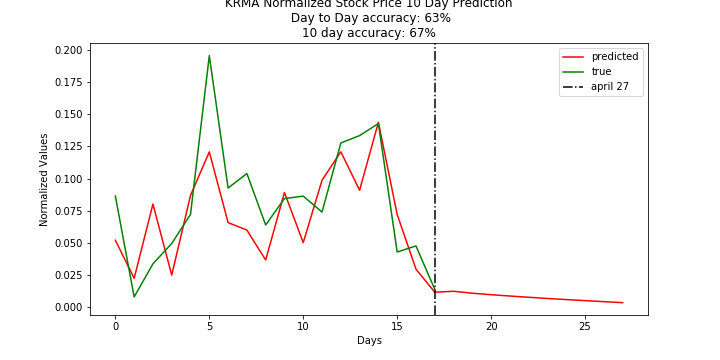 KRMA Normalized Stock Price 10 Day Prediction
Day to Day accuracy: 63%
10 day accuracy: 67%
0.200
0.175
0.150
0.125
0.100
0.075
0.050
0.025
0.000
Normalized Values
predicted
true
april 27
0
5
10
15
20
25
Days